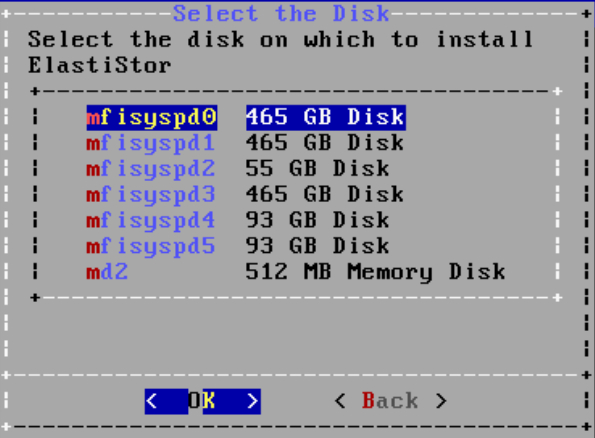 Select the Disk
Select the disk on which to install
ElastiStor
mfisyspd0 465 GB Disk
mfisyspd1 465 GB Disk
mfisyspd2 55 GB Disk
mfisyspd3 465 GB Disk
mfisyspd4 93 GB Disk
mfisyspd5 93 GB Disk
md2 512 MB Memory Disk
< OK > < Back >